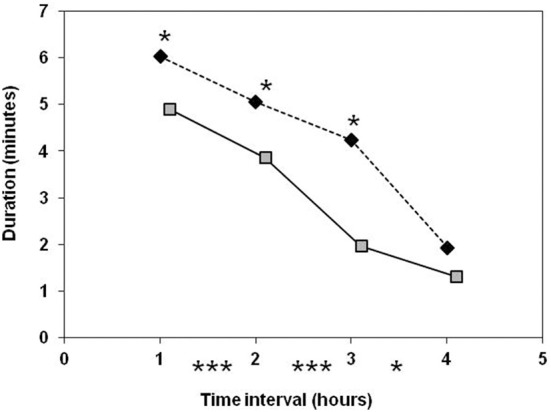 Duration (minutes)
7
6
5
4
3
2
1
0
*
*
*
0 1 2 3 4 5
*** *** *
Time interval (hours)